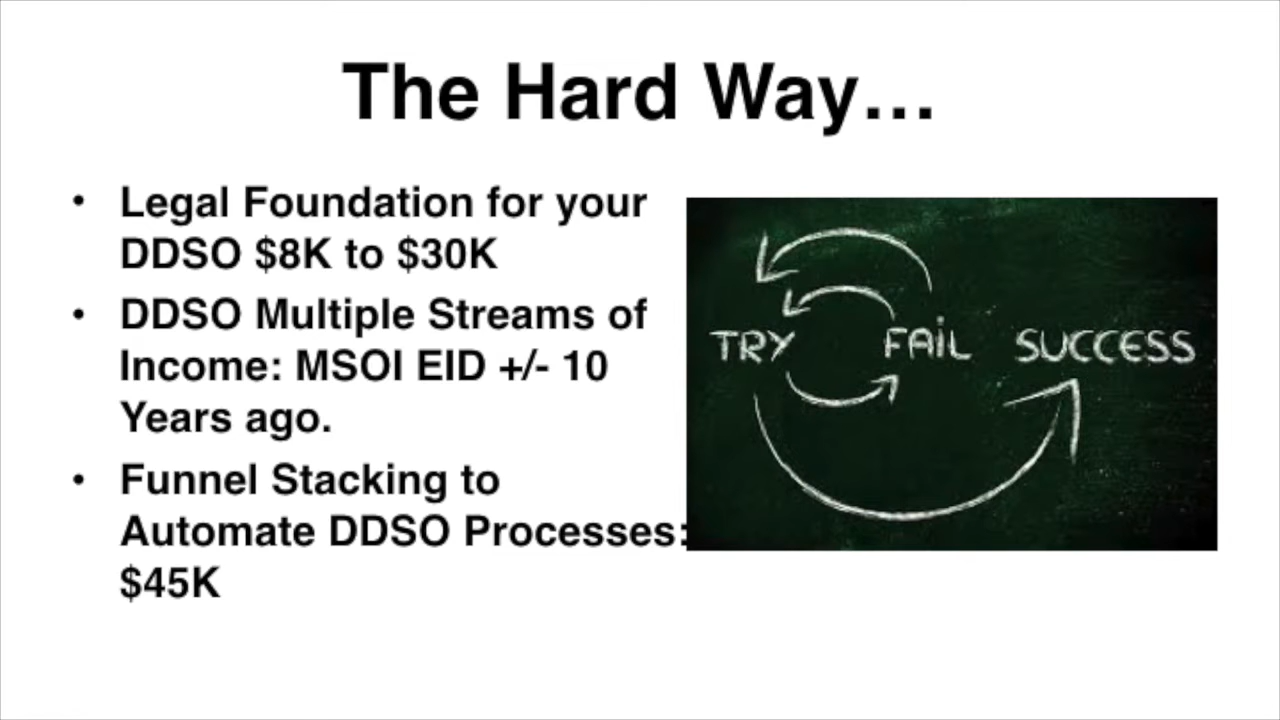 The Hard Way…
• Legal Foundation for your
DDSO $8K to $30K
• DDSO Multiple Streams of
Income: MSOI EID +/- 10
Years ago.
• Funnel Stacking to
Automate DDSO Processes:
$45K
TRY FAIL SUCCESS